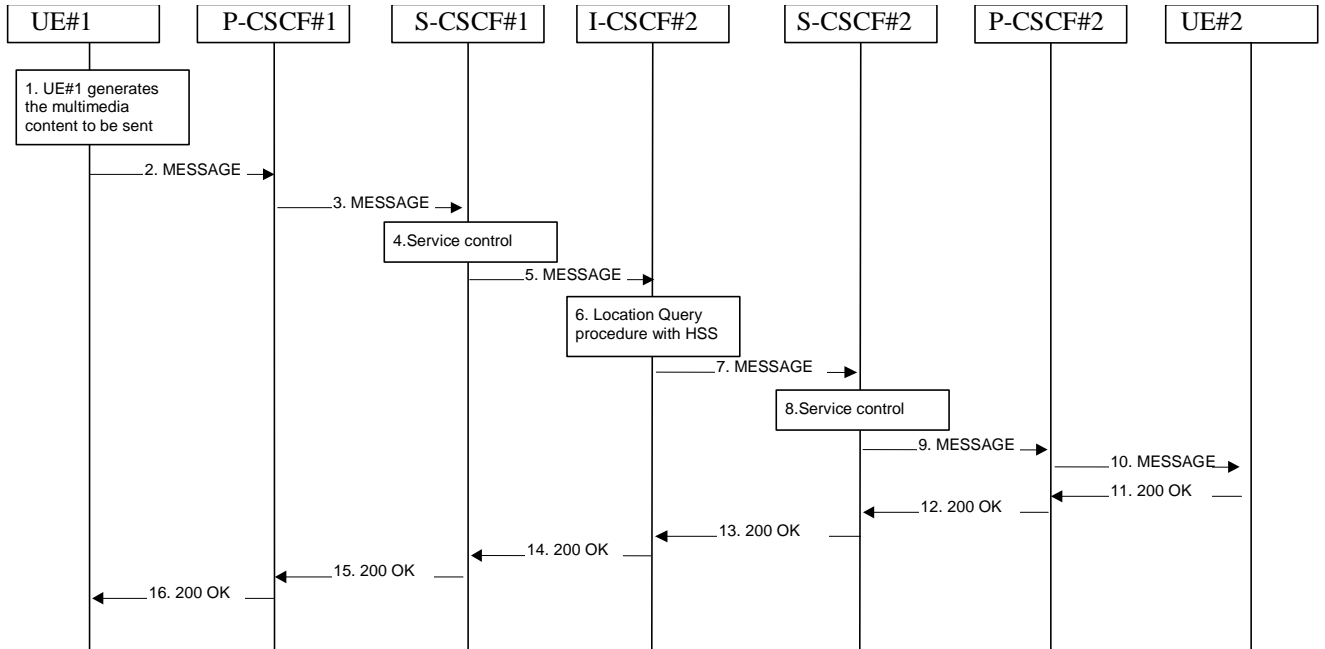 UE#1
P-CSCF#1
S-CSCF#1
I-CSCF#2
S-CSCF#2
P-CSCF#2
UE#2
1. UE#1 generates
the multimedia
content to be sent
2. MESSAGE
3. MESSAGE
4.Service control
5. MESSAGE
6. Location Query
procedure with HSS
7. MESSAGE
8.Service control
9. MESSAGE
10. MESSAGE
11. 200 OK
12. 200 OK
13. 200 OK
14. 200 OK
15. 200 OK
16. 200 OK